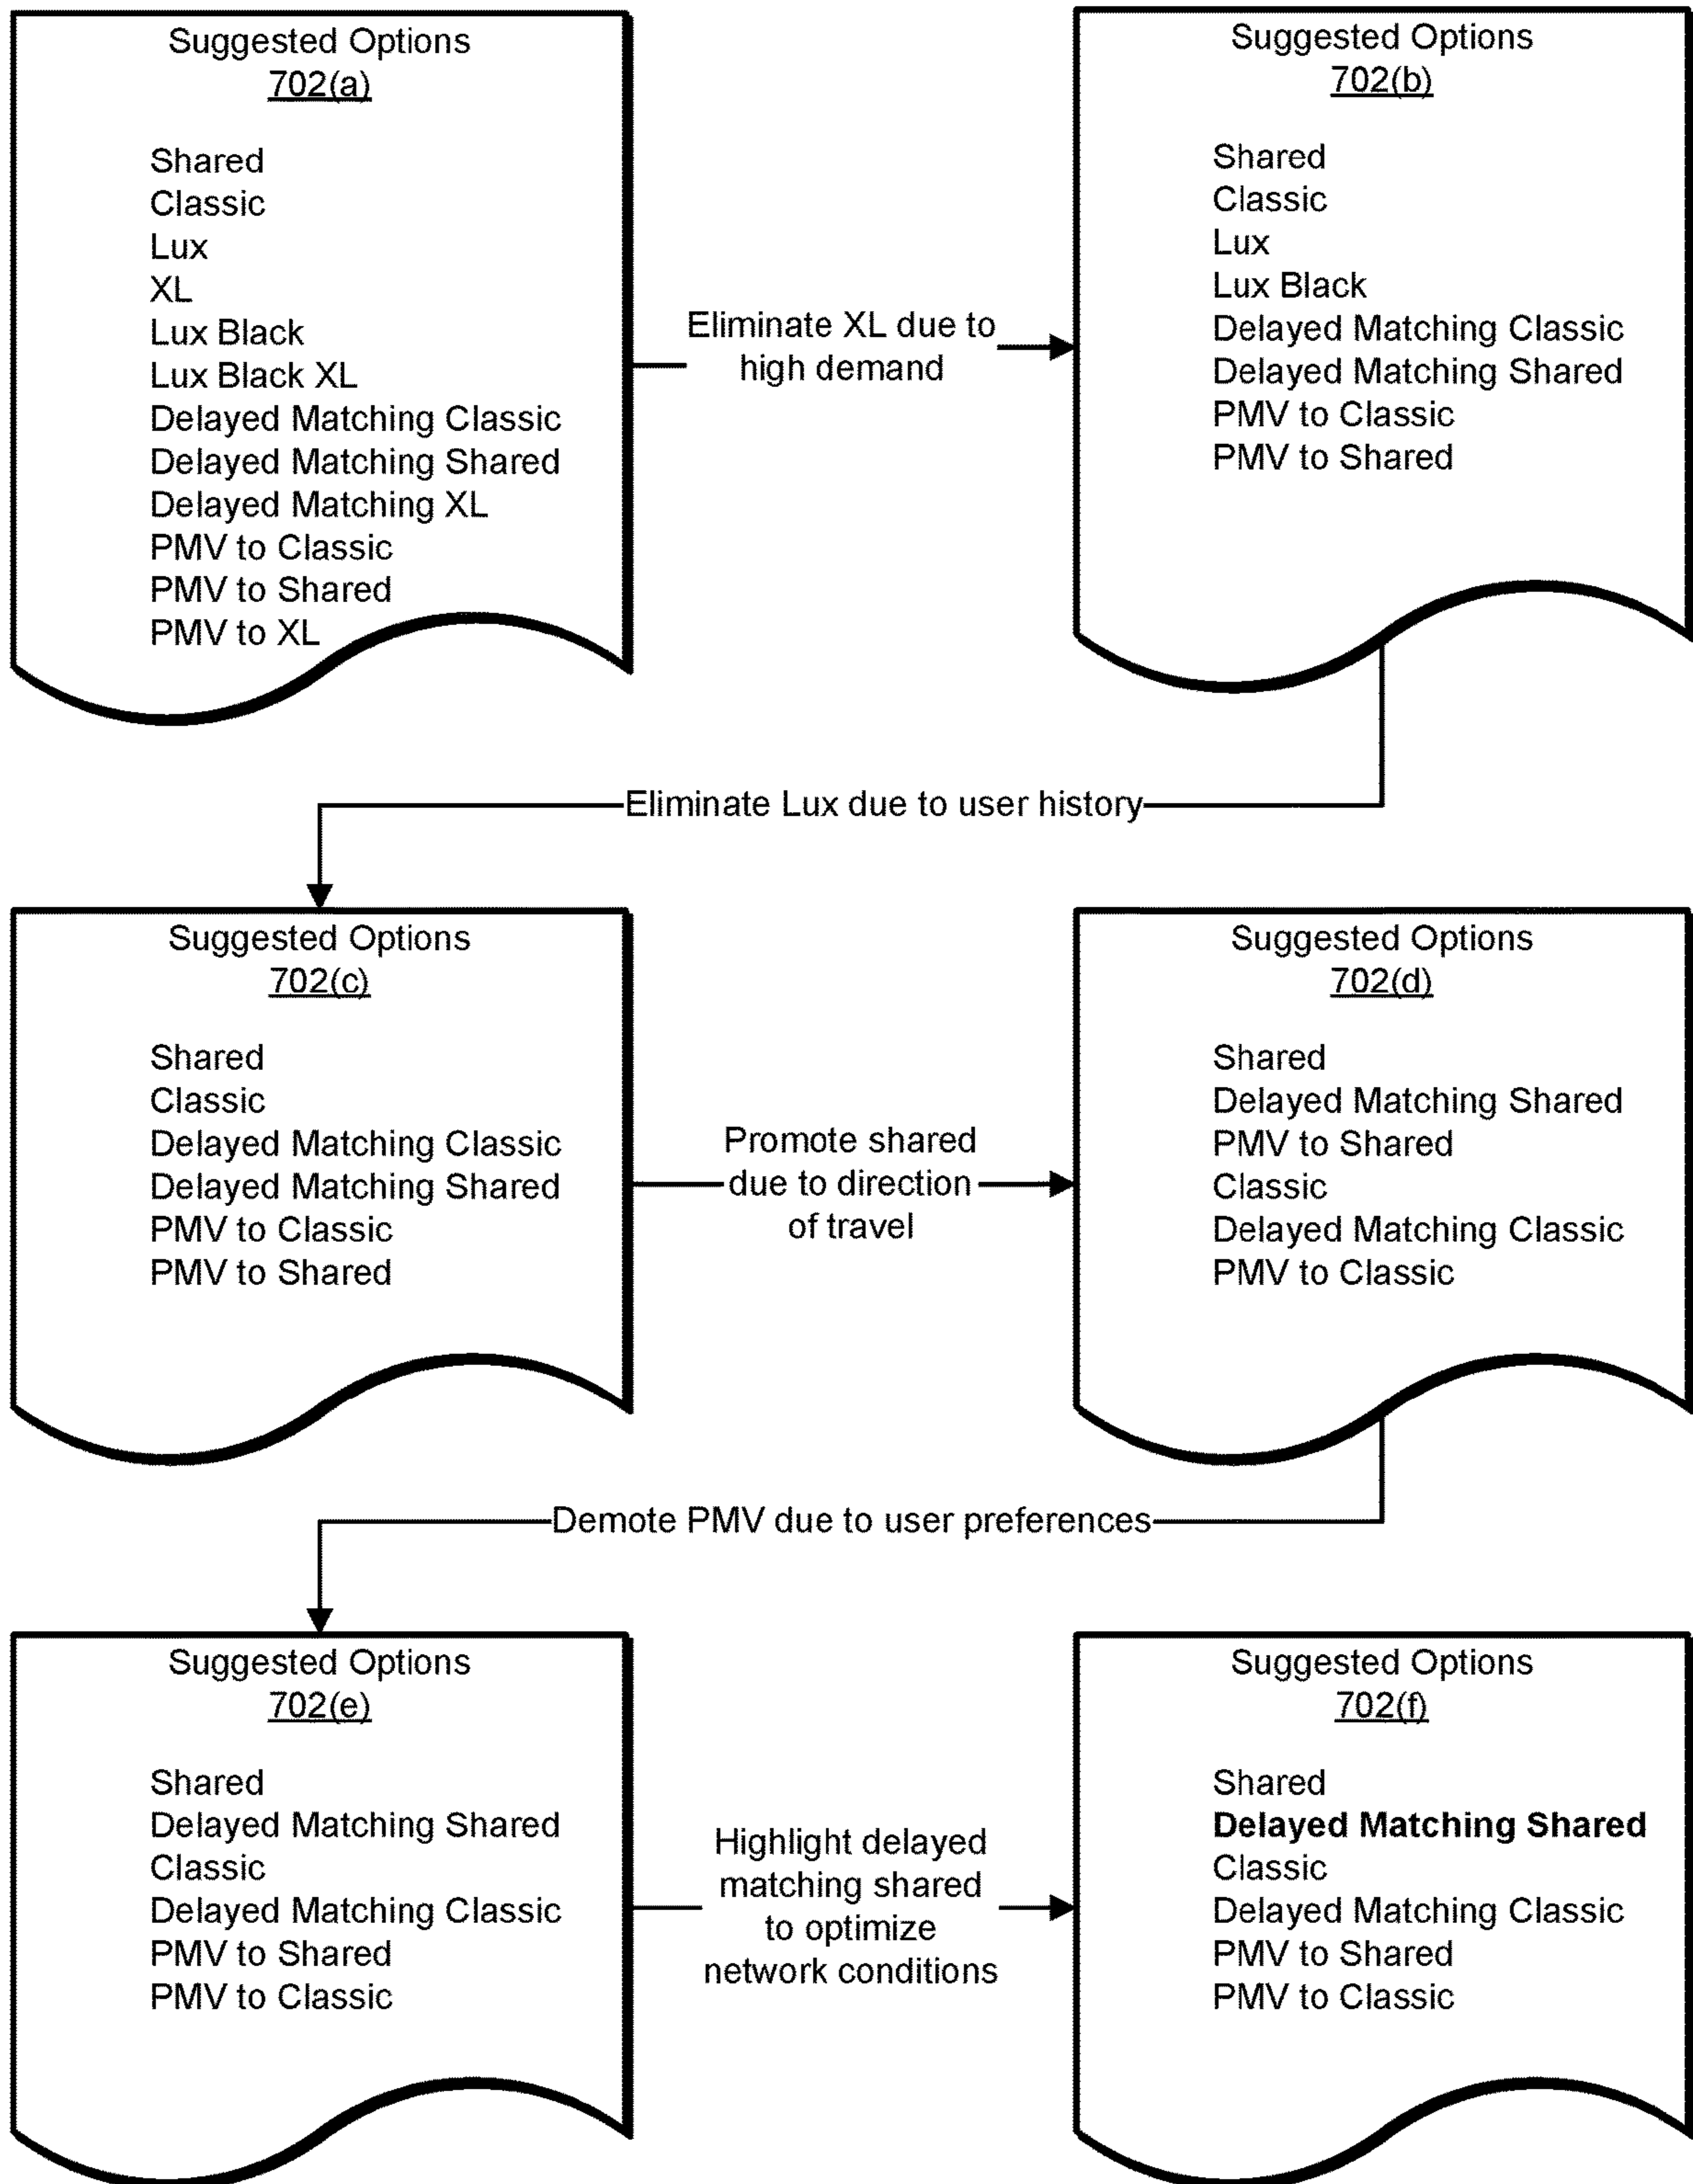 Suggested Options
702(a)
Shared
Classic
Lux
XL
Lux Black
Lux Black XL
Delayed Matching Classic
Delayed Matching Shared
Delayed Matching XL
PMV to Classic
PMV to Shared
PMV to XL
Eliminate XL due to
high demand
Suggested Options
702(b)
Shared
Classic
Lux
Lux Black
Delayed Matching Classic
Delayed Matching Shared
PMV to Classic
PMV to Shared
Eliminate Lux due to user history
Suggested Options
702(c)
Shared
Classic
Delayed Matching Classic
Delayed Matching Shared
PMV to Classic
PMV to Shared
Promote shared
due to direction
of travel
Suggested Options
702(d)
Shared
Delayed Matching Shared
PMV to Shared
Classic
Delayed Matching Classic
PMV to Classic
Demote PMV due to user preferences
Suggested Options
702(e)
Shared
Delayed Matching Shared
Classic
Delayed Matching Classic
PMV to Shared
PMV to Classic
Highlight delayed
matching shared
to optimize
network conditions
Suggested Options
702(f)
Shared
Delayed Matching Shared
Classic
Delayed Matching Classic
PMV to Shared
PMV to Classic